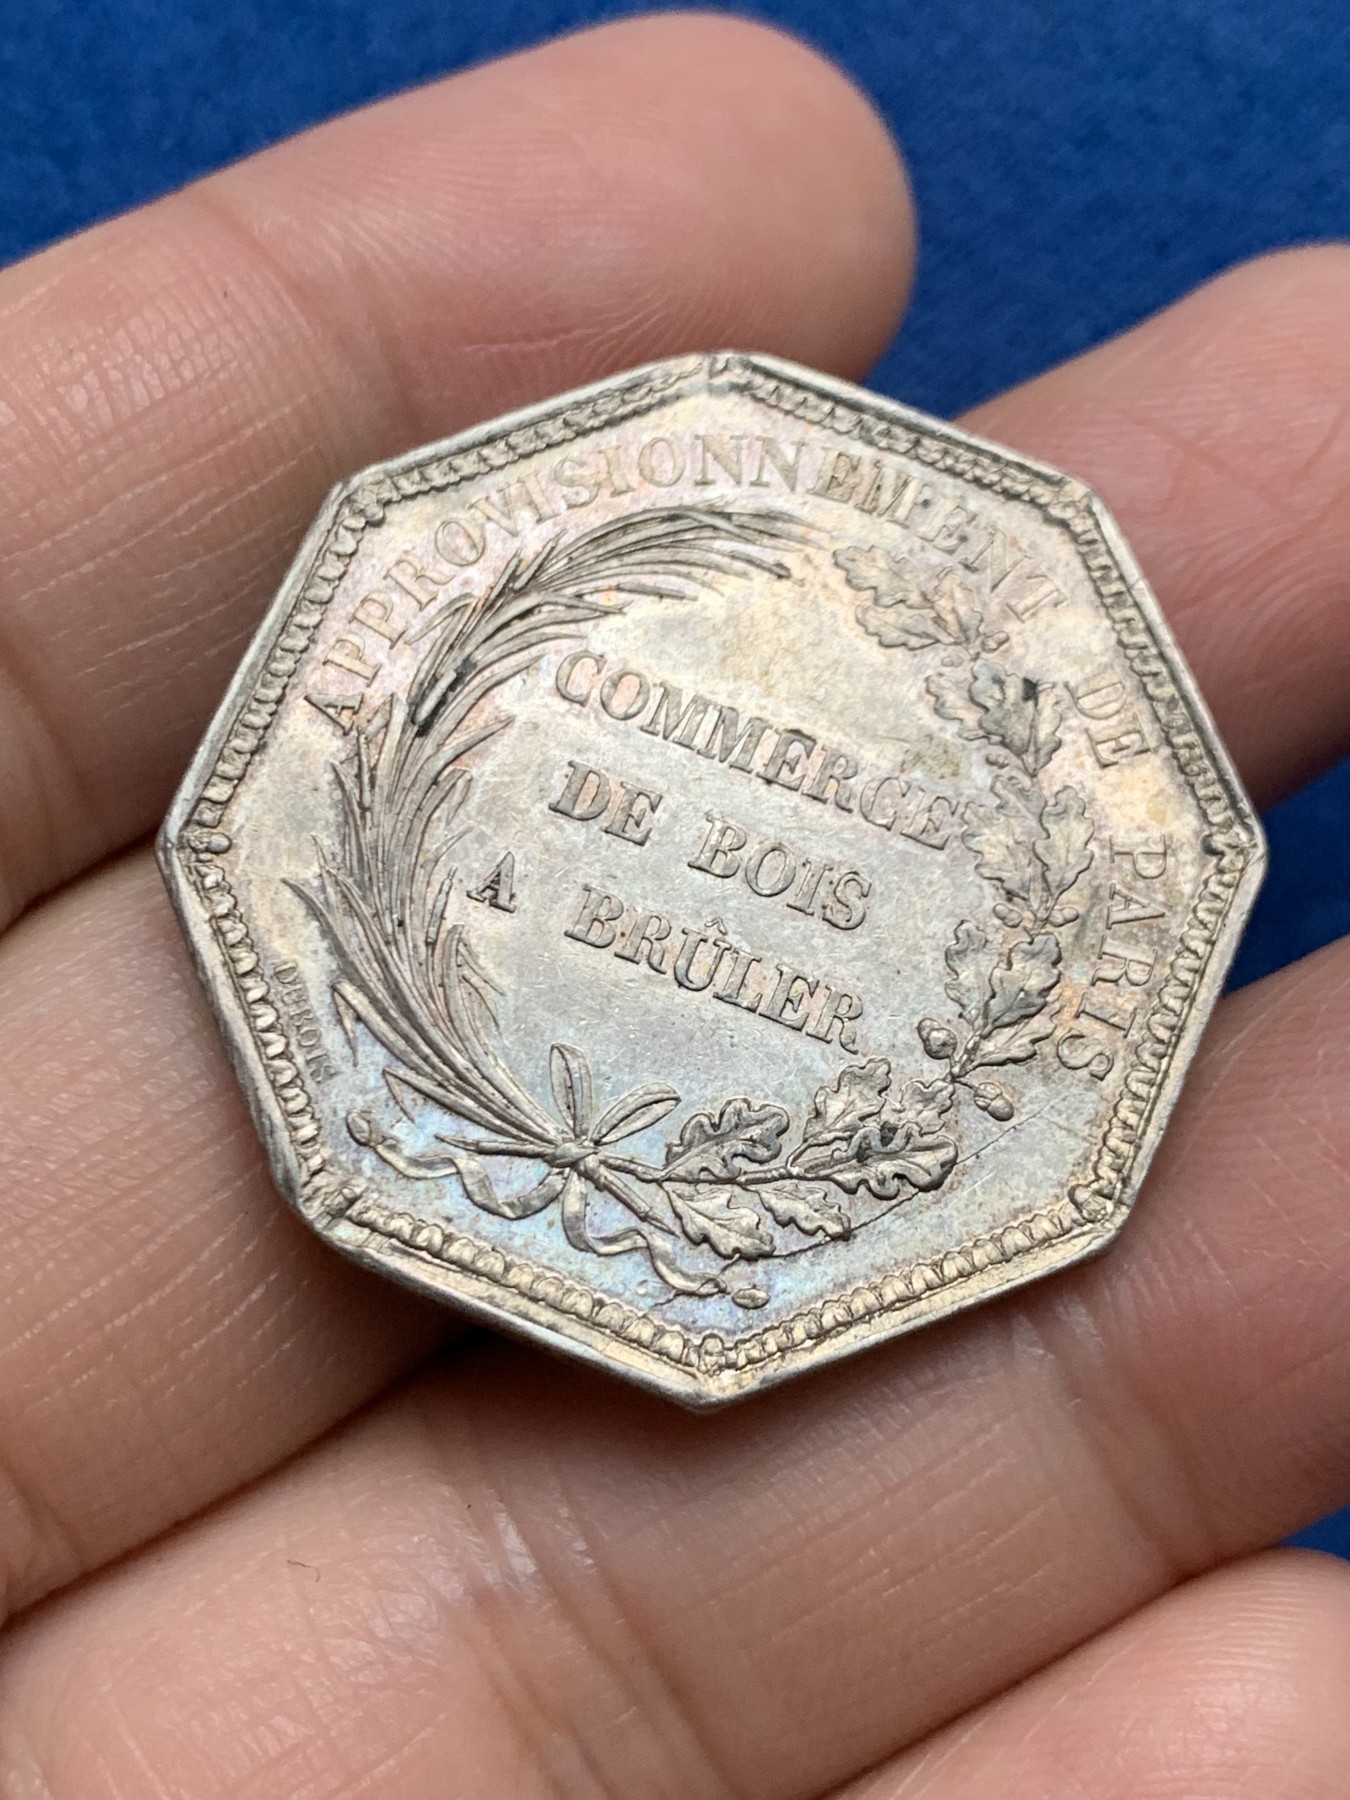 APPROVISIONNEMENT DE PARIS
COMMERCE
DE BOIS
A BRÛLER
DUBOIS